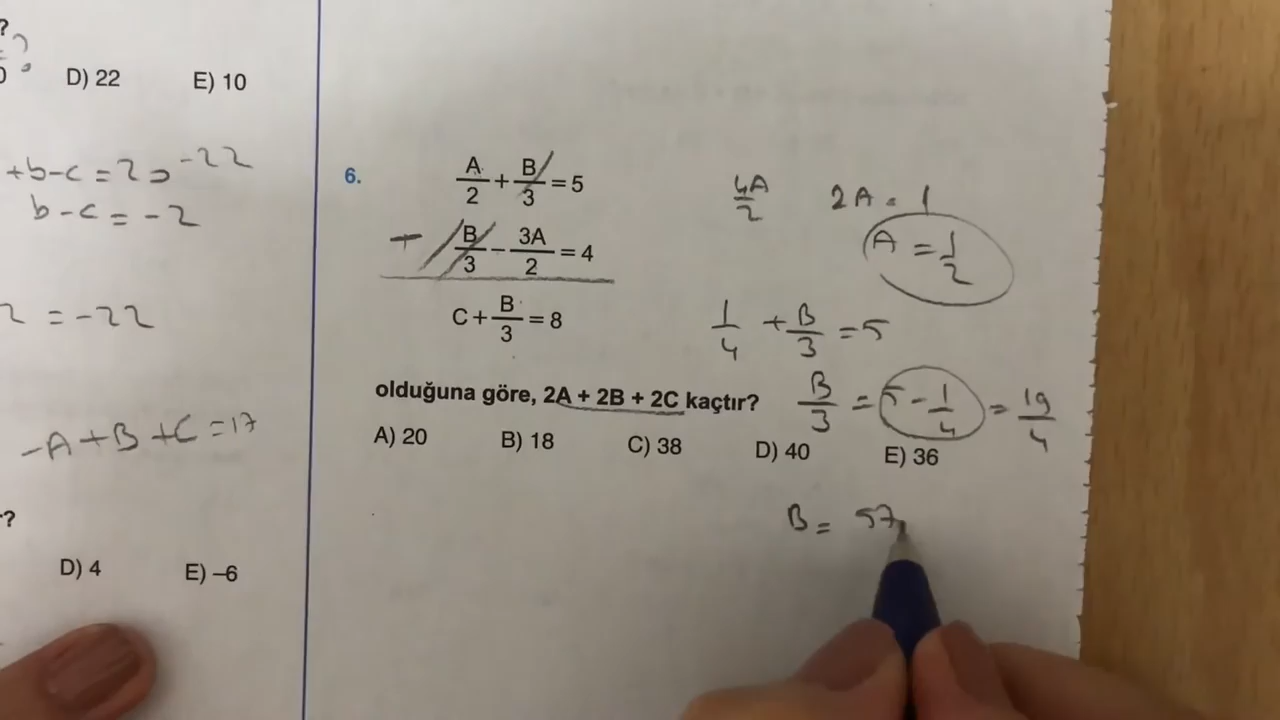 ?
D) 22 E) 10
+b-c=20 -22
b-c=-2
2 = -22
-A+B+C=17
?
D) 4 E) –6
6.
A/2 + B/3 = 5
+ B/3 – 3A/2 = 4
C + B/3 = 8
olduğuna göre, 2A + 2B + 2C kaçtır?
A) 20 B) 18 C) 38 D) 40 E) 36
4A/2 2A = 1
A = 1/2
1/4 + B/3 = 5
B/3 = 5 - 1/4 = 19/4
B = 57